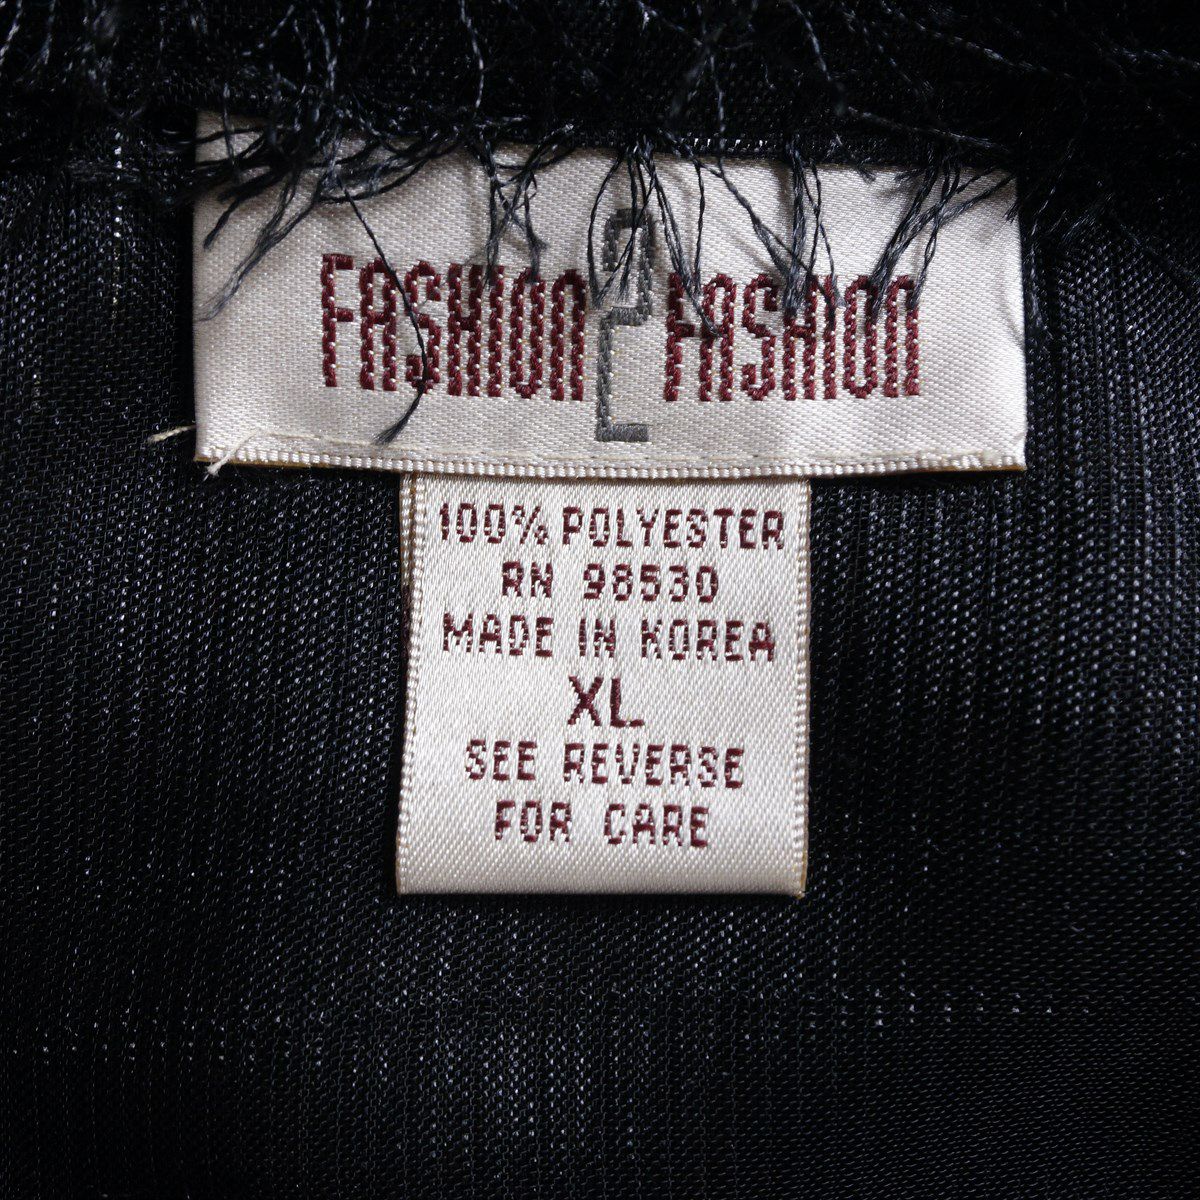 FASHION 2 FASHION
100% POLYESTER
RN 98530
MADE IN KOREA
XL
SEE REVERSE
FOR CARE